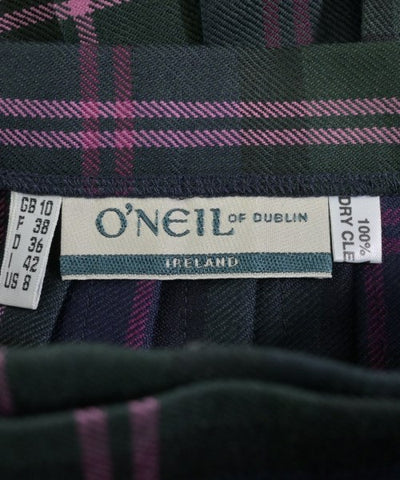 GB 10
F 38
D 36
I 42
US 8
O'NEIL OF DUBLIN
IRELAND
100%
DRY CLE